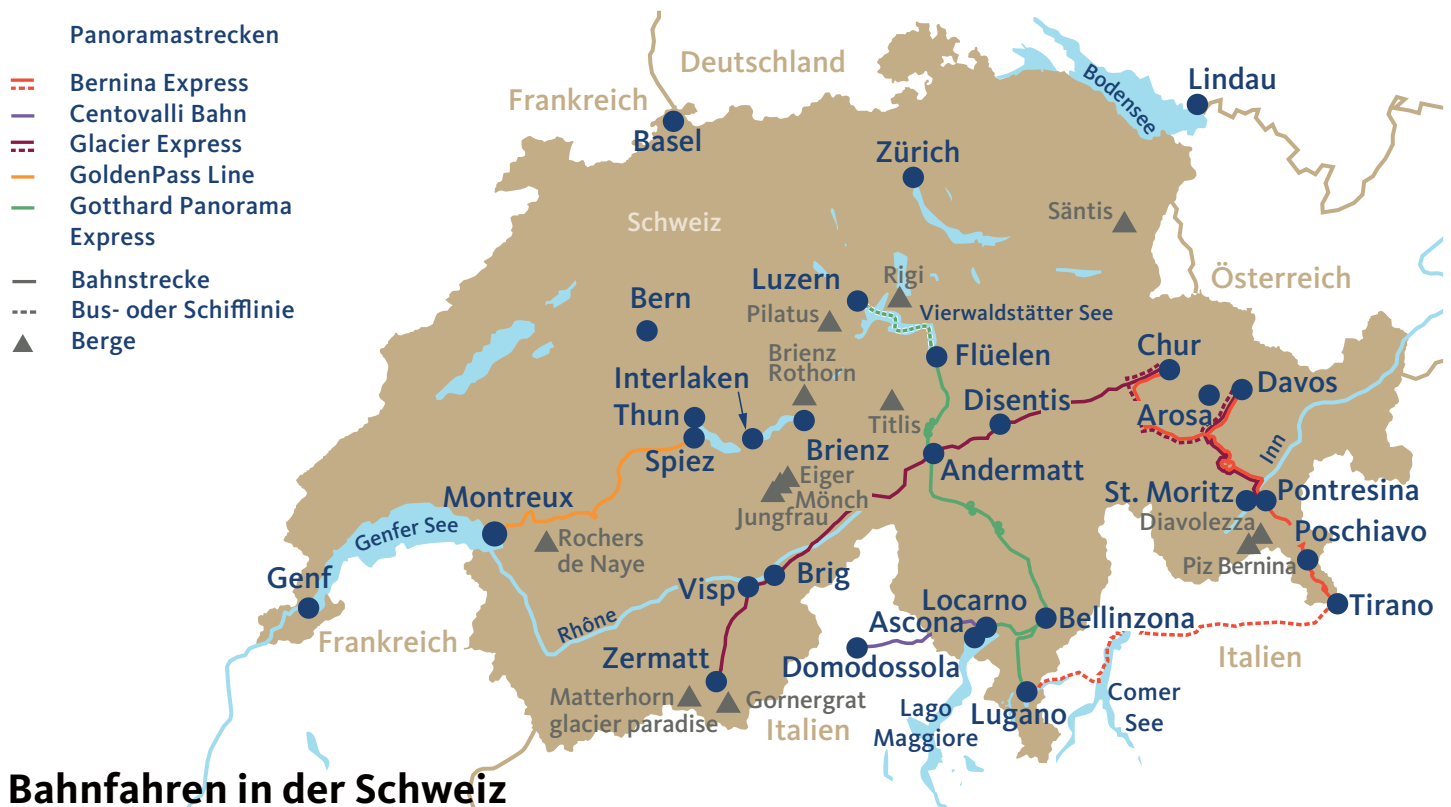 Panoramastrecken
Bernina Express
Centovalli Bahn
Glacier Express
GoldenPass Line
Gotthard Panorama
Express
Bahnstrecke
Bus- oder Schifflinie
Berge
Deutschland
Frankreich
Basel
Bodensee
Lindau
Zürich
Schweiz
Säntis
Österreich
Luzern
Rigi
Bern
Pilatus
Vierwaldstätter See
Flüelen
Chur
Brienz
Rothorn
Interlaken
Davos
Disentis
Thun
Titlis
Arosa
Spiez
Brienz
Andermatt
Inn
Eiger
Mönch
Jungfrau
Montreux
St. Moritz
Pontresina
Diavolezza
Poschiavo
Genfer See
Rochers
de Naye
Piz Bernina
Genf
Visp
Brig
Rhône
Locarno
Ascona
Bellinzona
Tirano
Frankreich
Domodossola
Italien
Zermatt
Matterhorn
glacier paradise
Gornergrat
Italien
Lago
Maggiore
Lugano
Comer
See
Bahnfahren in der Schweiz